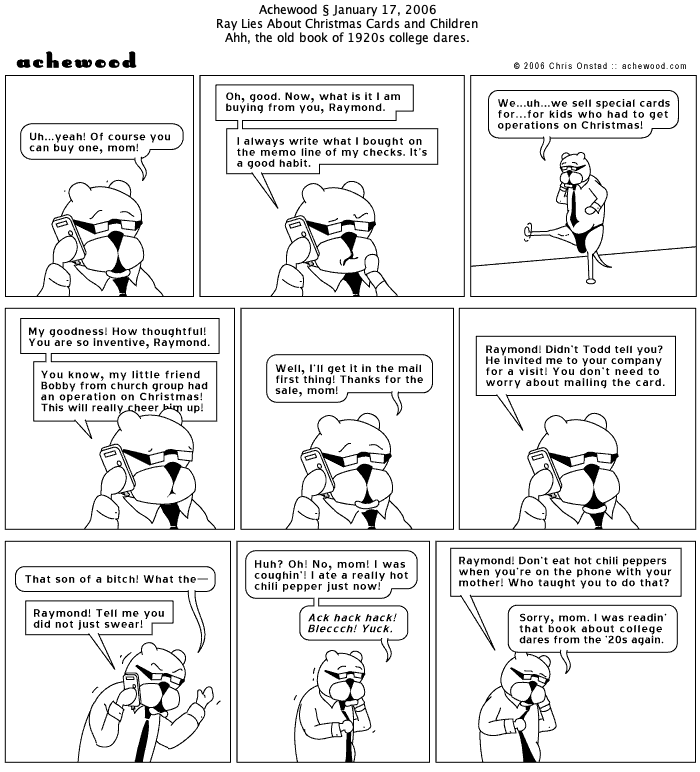 Achewood § January 17, 2006
Ray Lies About Christmas Cards and Children
Ahh, the old book of 1920s college dares.
achewood
© 2006 Chris Onstad :: achewood.com
Uh...yeah! Of course you
can buy one, mom!
Oh, good. Now, what is it I am
buying from you, Raymond.
I always write what I bought on
the memo line of my checks. It's
a good habit.
We...uh...we sell special cards
for...for kids who had to get
operations on Christmas!
My goodness! How thoughtful!
You are so inventive, Raymond.
You know, my little friend
Bobby from church group had
an operation on Christmas!
This will really cheer him up!
Well, I'll get it in the mail
first thing! Thanks for the
sale, mom!
Raymond! Didn't Todd tell you?
He invited me to your company
for a visit! You don't need to
worry about mailing the card.
That son of a bitch! What the—
Raymond! Tell me you
did not just swear!
Huh? Oh! No, mom! I was
coughin'! I ate a really hot
chili pepper just now!
Ack hack hack!
Bleccch! Yuck.
Raymond! Don't eat hot chili peppers
when you're on the phone with your
mother! Who taught you to do that?
Sorry, mom. I was readin'
that book about college
dares from the '20s again.